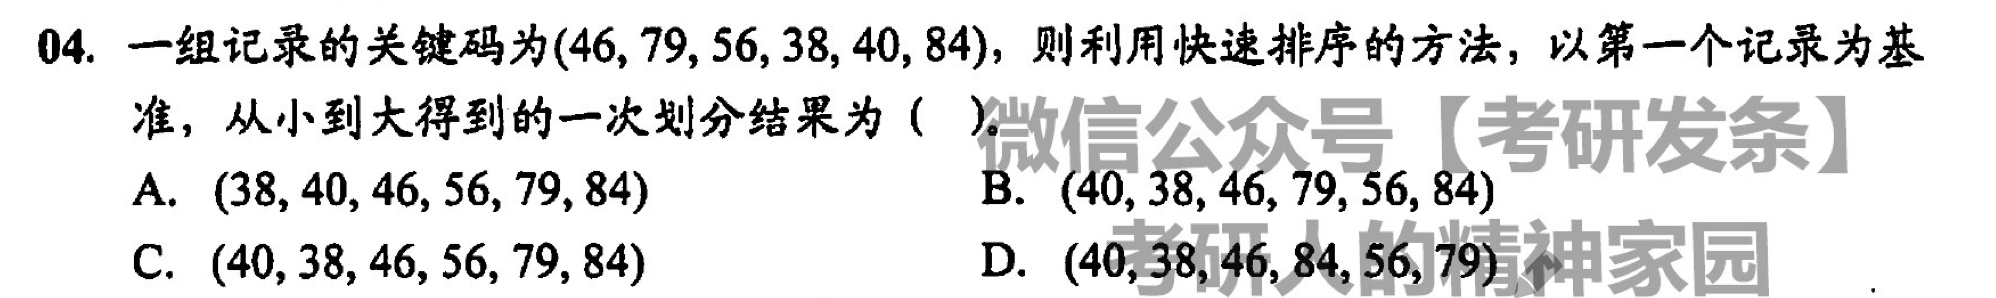 04. 一组记录的关键码为(46, 79, 56, 38, 40, 84)，则利用快速排序的方法，以第一个记录为基
准，从小到大得到的一次划分结果为（ ）。
微信公众号【考研发条】
A. (38, 40, 46, 56, 79, 84)
B. (40, 38, 46, 79, 56, 84)
考研人的精神家园
C. (40, 38, 46, 56, 79, 84)
D. (40, 38, 46, 84, 56, 79)